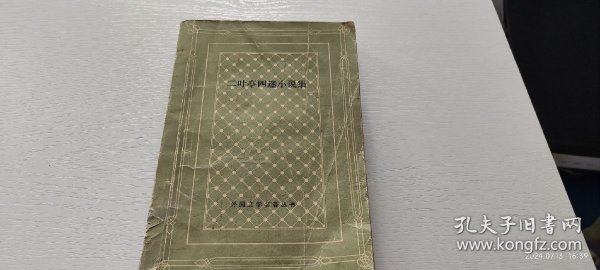 二叶亭四迷小说集
外国文学名著丛书
孔夫子旧书网
www.kongfz.com
2024.07.13 16:39